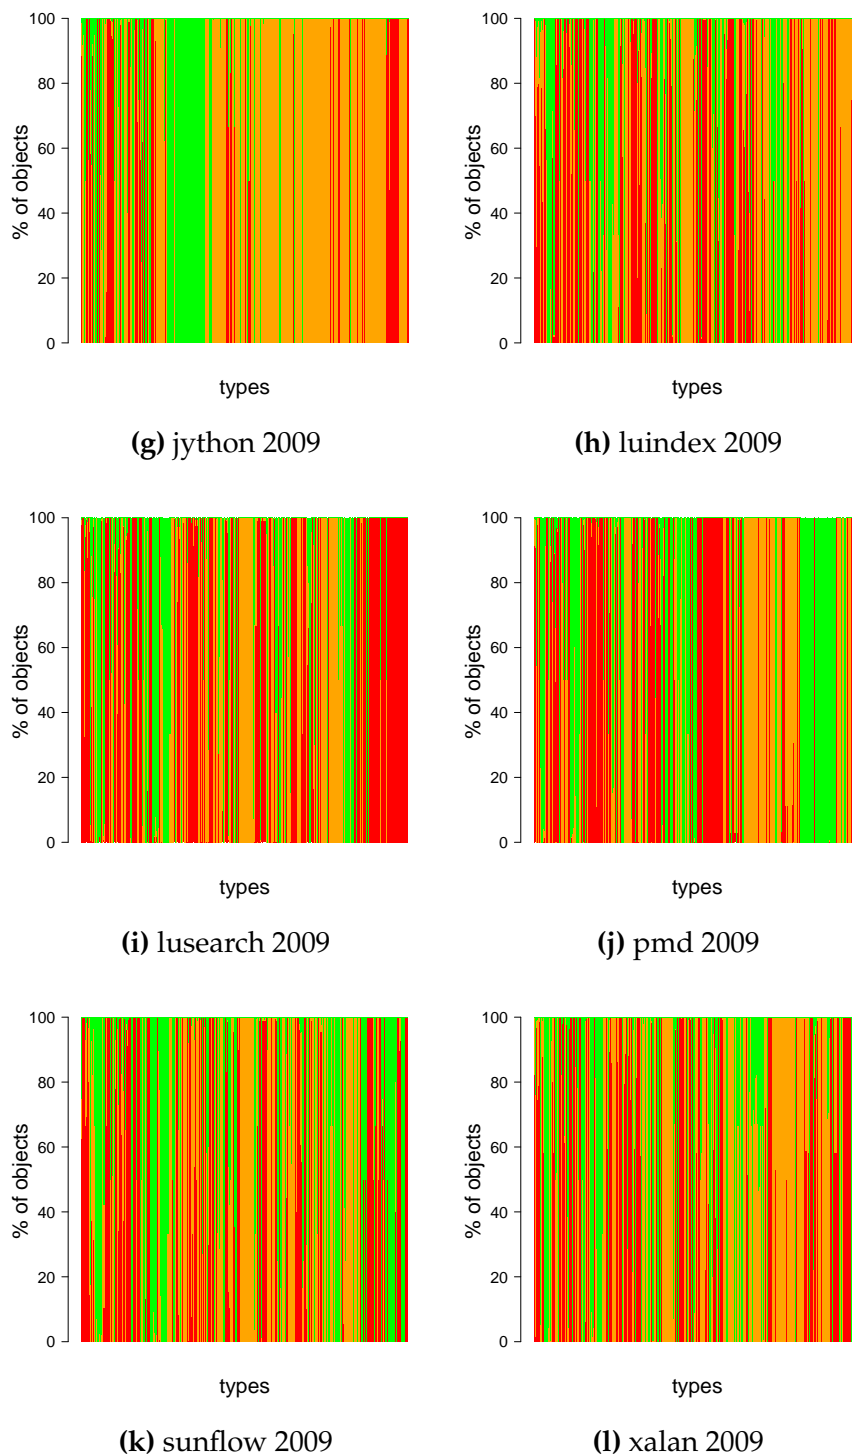 100
80
60
40
20
0
% of objects
types
(g) jython 2009
100
80
60
40
20
0
% of objects
types
(h) luindex 2009
100
80
60
40
20
0
% of objects
types
(i) lusearch 2009
100
80
60
40
20
0
% of objects
types
(j) pmd 2009
100
80
60
40
20
0
% of objects
types
(k) sunflow 2009
100
80
60
40
20
0
% of objects
types
(l) xalan 2009